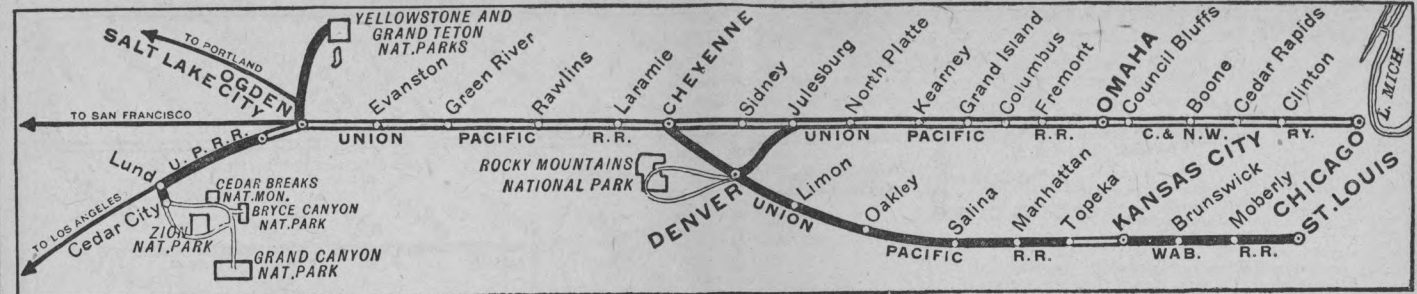 YELLOWSTONE AND
GRAND TETON
NAT. PARKS
TO PORTLAND
OGDEN
SALT LAKE
CITY
TO SAN FRANCISCO
Evanston
Green River
Rawlins
Laramie
CHEYENNE
Sidney
Julesburg
North Platte
Kearney
Grand Island
Columbus
Fremont
OMAHA
Council Bluffs
Boone
Cedar Rapids
Clinton
CHICAGO
L. MICH.
UNION PACIFIC R.R.
UNION PACIFIC R.R.
C. & N.W. RY.
U.P.R.R.
Lund
Cedar City
TO LOS ANGELES
CEDAR BREAKS
NAT. MON.
BRYCE CANYON
NAT. PARK
ZION
NAT. PARK
GRAND CANYON
NAT. PARK
ROCKY MOUNTAINS
NATIONAL PARK
DENVER
Limon
Oakley
Salina
Manhattan
Topeka
KANSAS CITY
Brunswick
Moberly
ST. LOUIS
UNION PACIFIC R.R.
WAB. R.R.